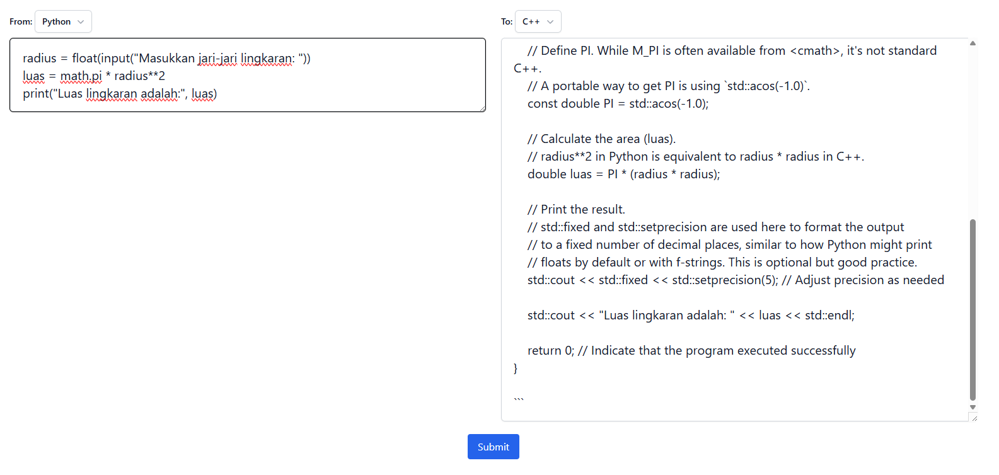 From: Python
radius = float(input("Masukkan jari-jari lingkaran: "))
luas = math.pi * radius**2
print("Luas lingkaran adalah:", luas)
To: C++
// Define PI. While M_PI is often available from <cmath>, it's not standard
C++.
// A portable way to get PI is using `std::acos(-1.0)`.
const double PI = std::acos(-1.0);
// Calculate the area (luas).
// radius**2 in Python is equivalent to radius * radius in C++.
double luas = PI * (radius * radius);
// Print the result.
// std::fixed and std::setprecision are used here to format the output
// to a fixed number of decimal places, similar to how Python might print
// floats by default or with f-strings. This is optional but good practice.
std::cout << std::fixed << std::setprecision(5); // Adjust precision as needed
std::cout << "Luas lingkaran adalah: " << luas << std::endl;
return 0; // Indicate that the program executed successfully
}
```
Submit